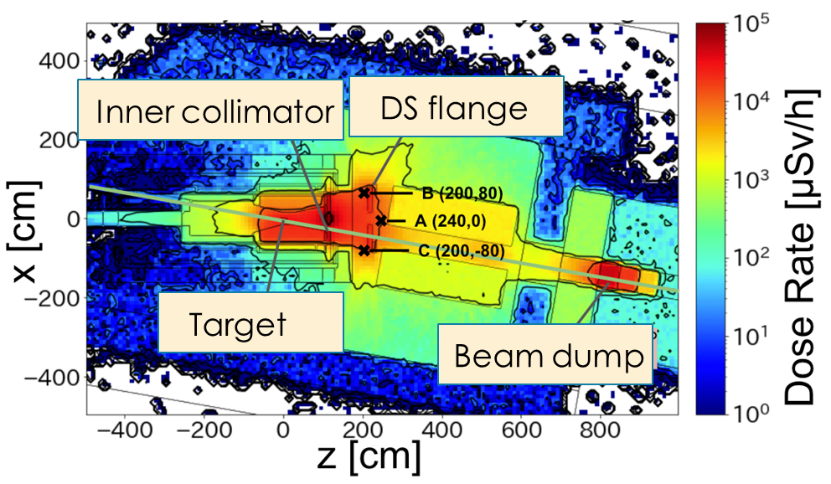 Inner collimator
DS flange
B (200,80)
A (240,0)
C (200,-80)
Target
Beam dump
400
200
0
−200
−400
x [cm]
−400 −200 0 200 400 600 800
z [cm]
10⁵
10⁴
10³
10²
10¹
10⁰
Dose Rate [μSv/h]